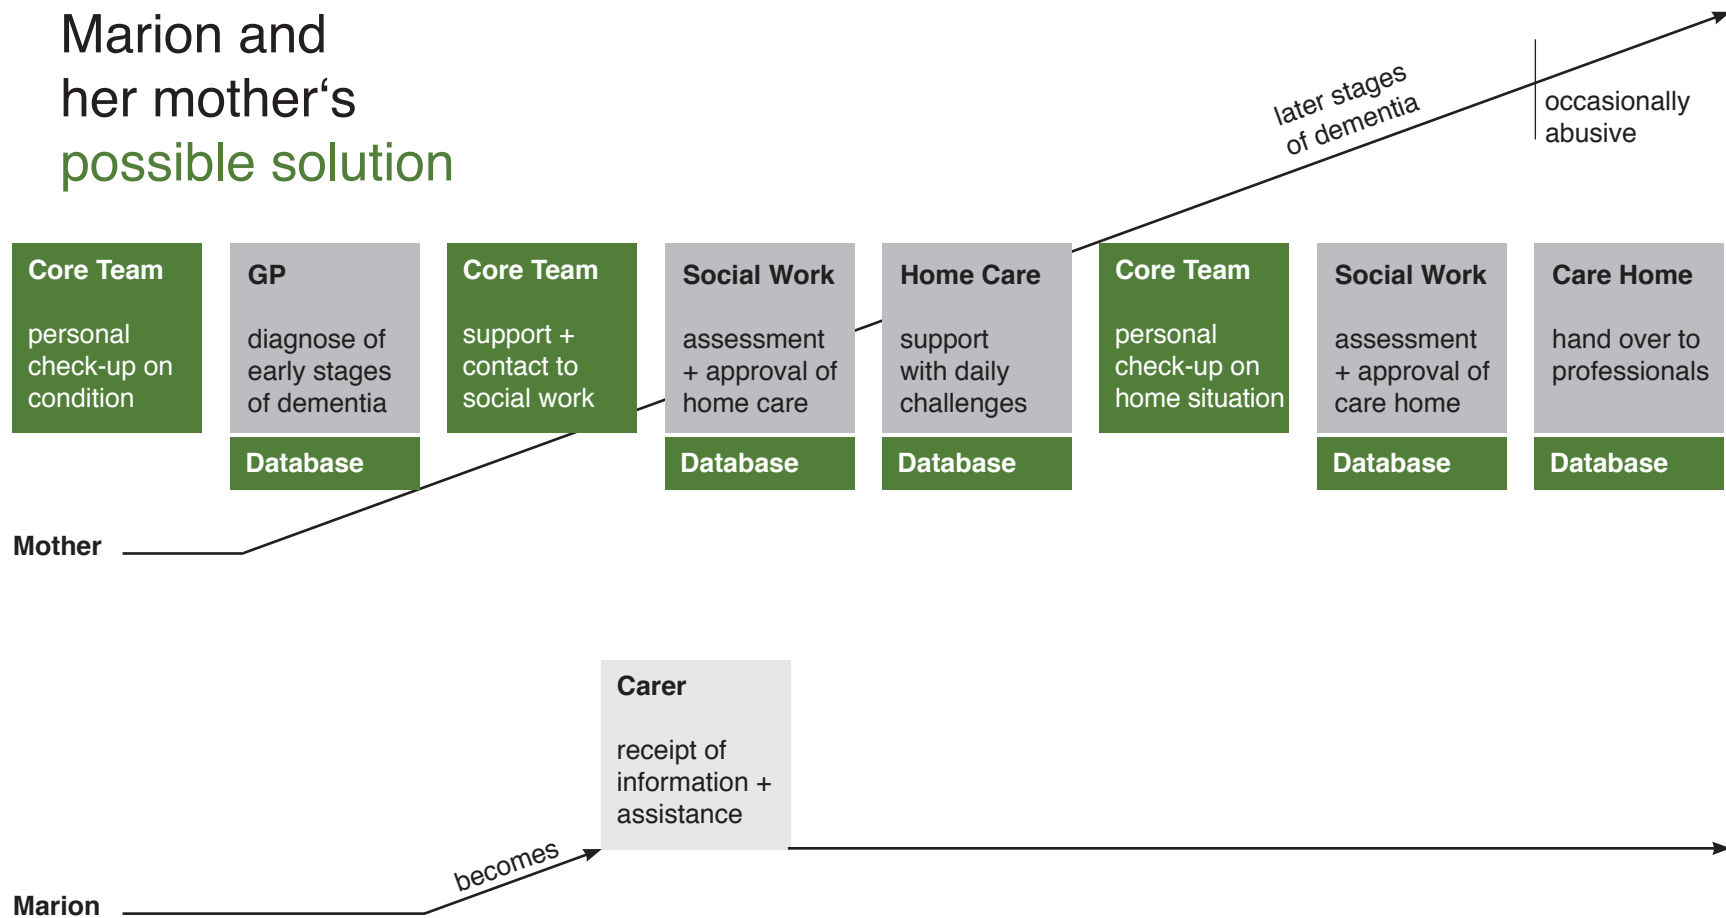 Marion and
her mother‘s
possible solution
later stages
of dementia
occasionally
abusive
Core Team
personal
check-up on
condition
GP
diagnose of
early stages
of dementia
Database
Core Team
support +
contact to
social work
Social Work
assessment
+ approval of
home care
Database
Home Care
support
with daily
challenges
Database
Core Team
personal
check-up on
home situation
Social Work
assessment
+ approval of
care home
Database
Care Home
hand over to
professionals
Database
Mother
Carer
receipt of
information +
assistance
becomes
Marion